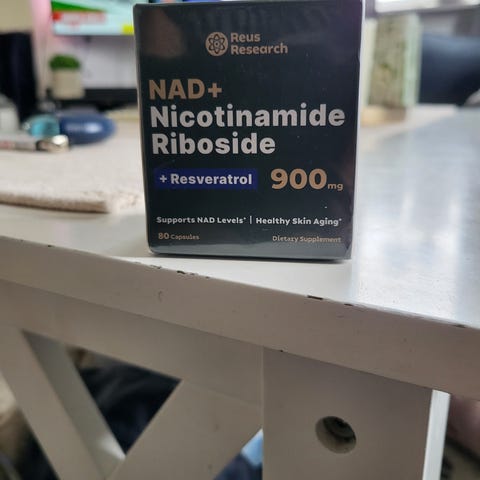 Reus
Research
NAD+
Nicotinamide
Riboside
+ Resveratrol 900mg
Supports NAD Levels* | Healthy Skin Aging*
80 Capsules Dietary Supplement